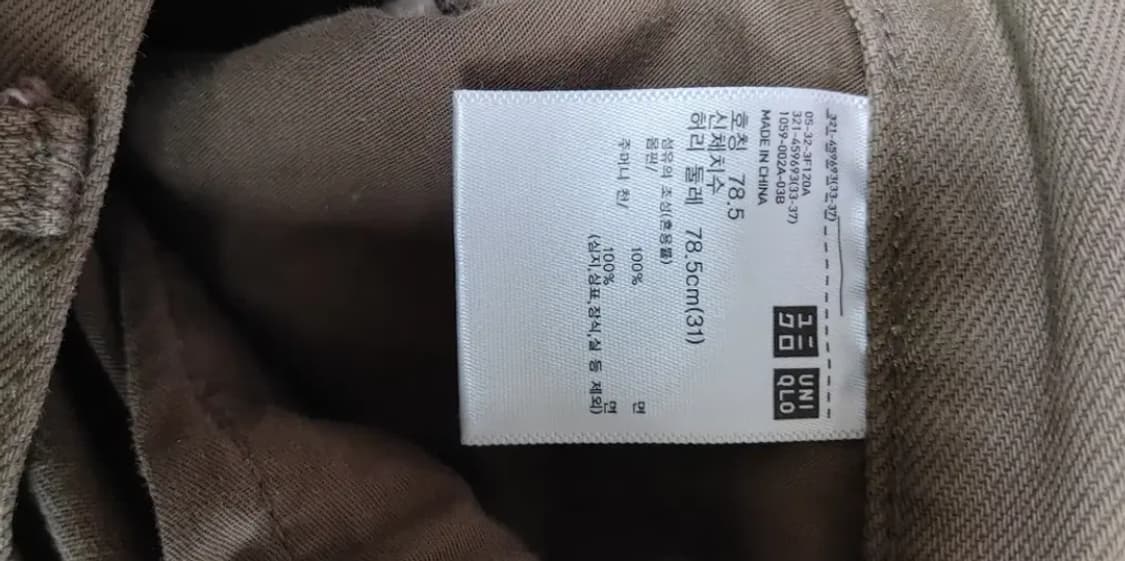 321-459693(33-37)
05-32-3F120A
321-459693(33-37)
1059-002A-03B
MADE IN CHINA
ユニ
クロ
UNI
QLO
호칭 78.5
신체치수
허리 둘레 78.5cm(31)
섬유의 조성(혼용률)
몸판/
100% 면
주머니 천/
100% 면
(심지,상표,장식,실 등 제외)